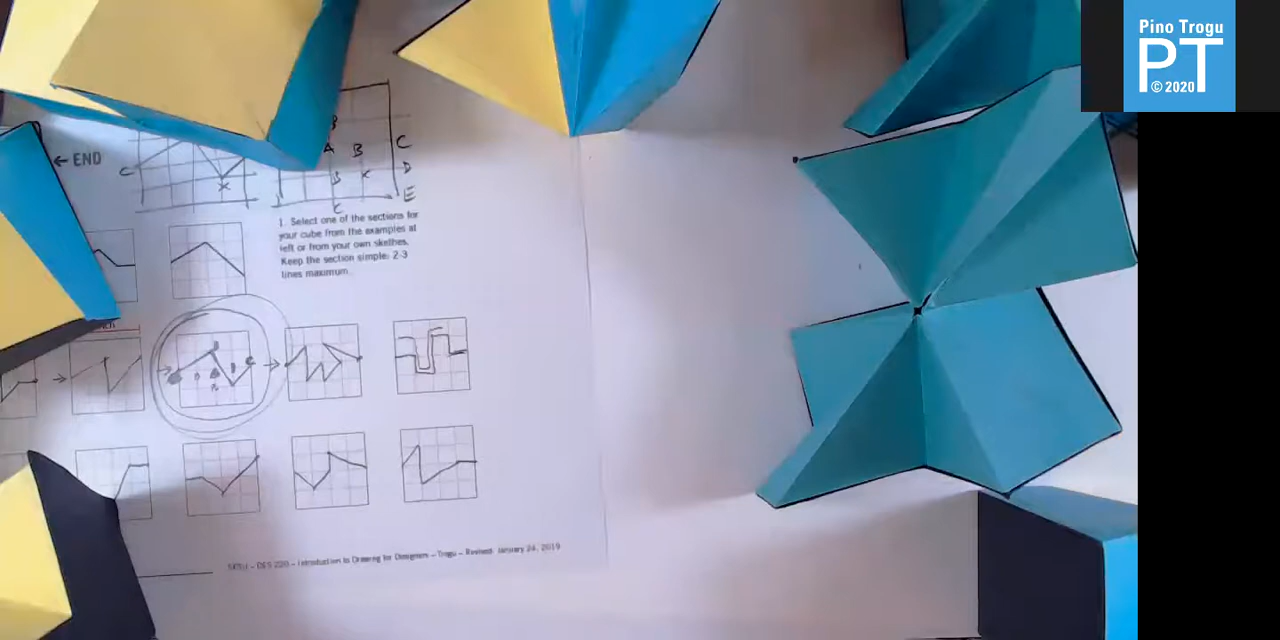 Pino Trogu
PT
© 2020
← END
C
B
A B C
B X D
X
E
C
1. Select one of the sections for
your cube from the examples at
left or from your own skethes.
Keep the section simple: 2-3
lines maximum.
SFSU – DES 220 – Introduction to Drawing for Designers – Trogu – Revised: January 24, 2019